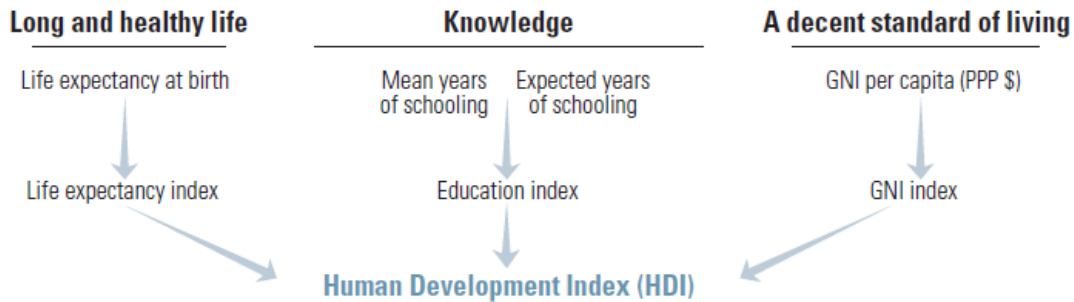 Long and healthy life
Knowledge
A decent standard of living
Life expectancy at birth
Mean years
of schooling
Expected years
of schooling
GNI per capita (PPP $)
Life expectancy index
Education index
GNI index
Human Development Index (HDI)